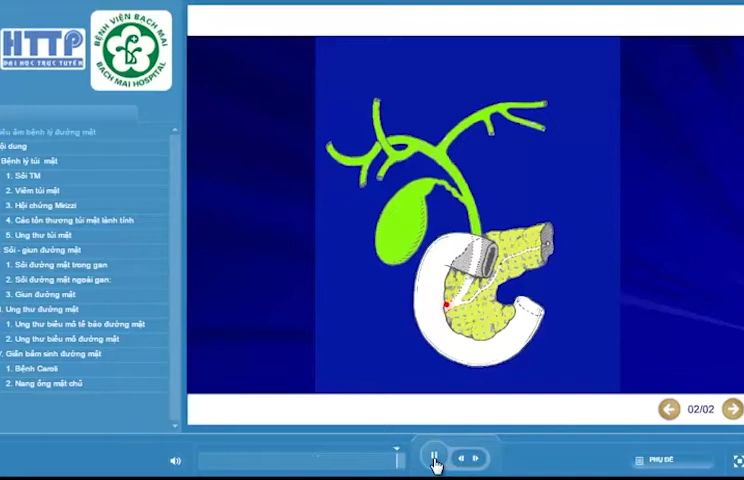 HTTP
ĐẠI HỌC TRỰC TUYẾN
BỆNH VIỆN BẠCH MAI
BACH MAI HOSPITAL
siêu âm bệnh lý đường mật
ội dung
Bệnh lý túi mật
1. Sỏi TM
2. Viêm túi mật
3. Hội chứng Mirizzi
4. Các tổn thương túi mật lành tính
5. Ung thư túi mật
. Sỏi - giun đường mật
1. Sỏi đường mật trong gan
2. Sỏi đường mật ngoài gan:
3. Giun đường mật
I. Ung thư đường mật
1. Ung thư biểu mô tế bào đường mật
2. Ung thư biểu mô đường mật
V. Giãn bẩm sinh đường mật
1. Bệnh Caroli
2. Nang ống mật chủ
02/02
PHỤ ĐỀ